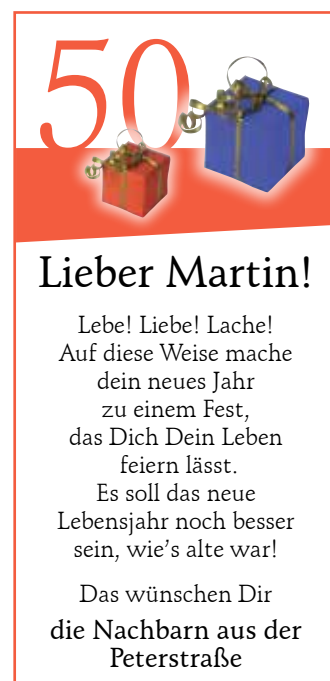 50
Lieber Martin!
Lebe! Liebe! Lache!
Auf diese Weise mache
dein neues Jahr
zu einem Fest,
das Dich Dein Leben
feiern lässt.
Es soll das neue
Lebensjahr noch besser
sein, wie’s alte war!
Das wünschen Dir
die Nachbarn aus der
Peterstraße